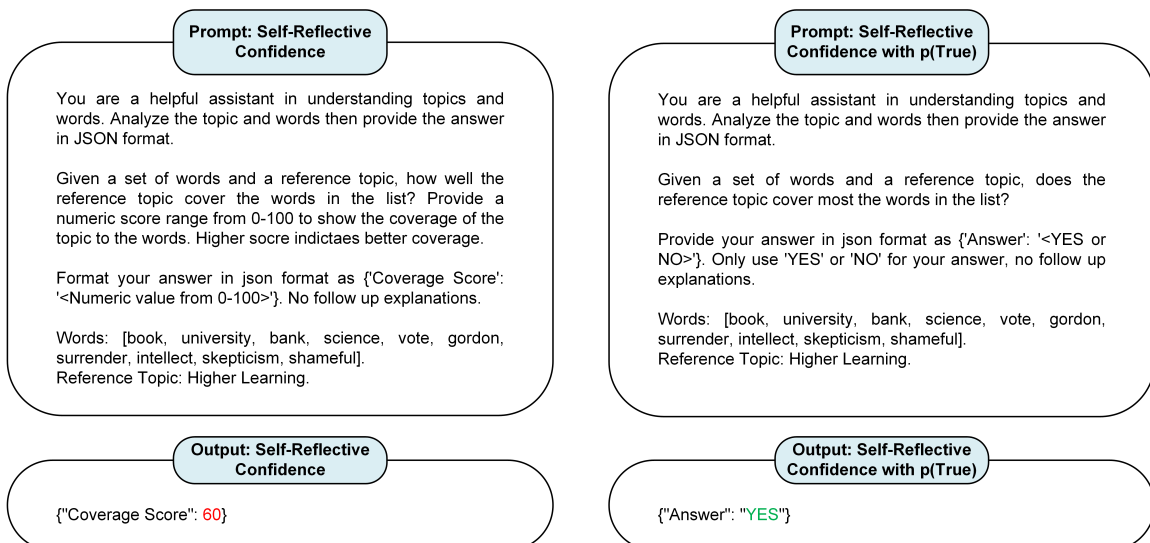 Prompt: Self-Reflective
Confidence
You are a helpful assistant in understanding topics and
words. Analyze the topic and words then provide the answer
in JSON format.
Given a set of words and a reference topic, how well the
reference topic cover the words in the list? Provide a
numeric score range from 0-100 to show the coverage of the
topic to the words. Higher socre indictaes better coverage.
Format your answer in json format as {'Coverage Score':
'<Numeric value from 0-100>'}. No follow up explanations.
Words: [book, university, bank, science, vote, gordon,
surrender, intellect, skepticism, shameful].
Reference Topic: Higher Learning.
Output: Self-Reflective
Confidence
{"Coverage Score": 60}
Prompt: Self-Reflective
Confidence with p(True)
You are a helpful assistant in understanding topics and
words. Analyze the topic and words then provide the answer
in JSON format.
Given a set of words and a reference topic, does the
reference topic cover most the words in the list?
Provide your answer in json format as {'Answer': '<YES or
NO>'}. Only use 'YES' or 'NO' for your answer, no follow up
explanations.
Words: [book, university, bank, science, vote, gordon,
surrender, intellect, skepticism, shameful].
Reference Topic: Higher Learning.
Output: Self-Reflective
Confidence with p(True)
{"Answer": "YES"}